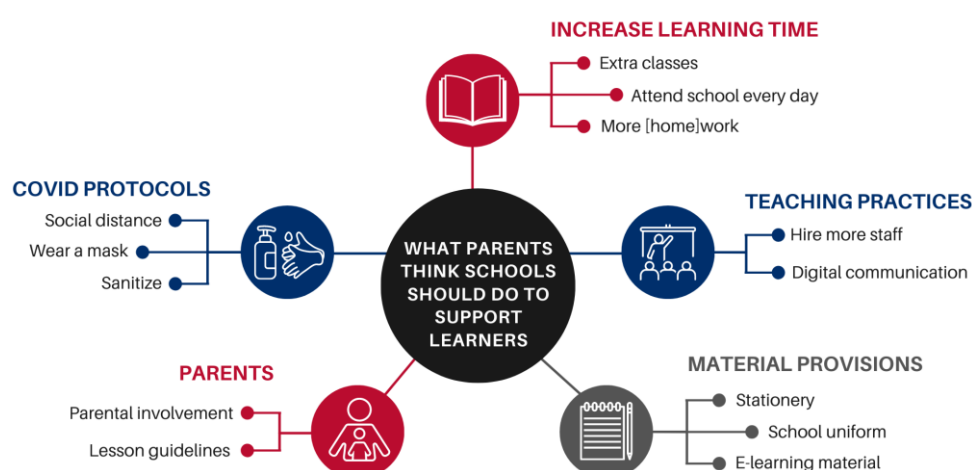 INCREASE LEARNING TIME
Extra classes
Attend school every day
More [home]work
COVID PROTOCOLS
Social distance
Wear a mask
Sanitize
WHAT PARENTS
THINK SCHOOLS
SHOULD DO TO
SUPPORT
LEARNERS
TEACHING PRACTICES
Hire more staff
Digital communication
PARENTS
Parental involvement
Lesson guidelines
MATERIAL PROVISIONS
Stationery
School uniform
E-learning material